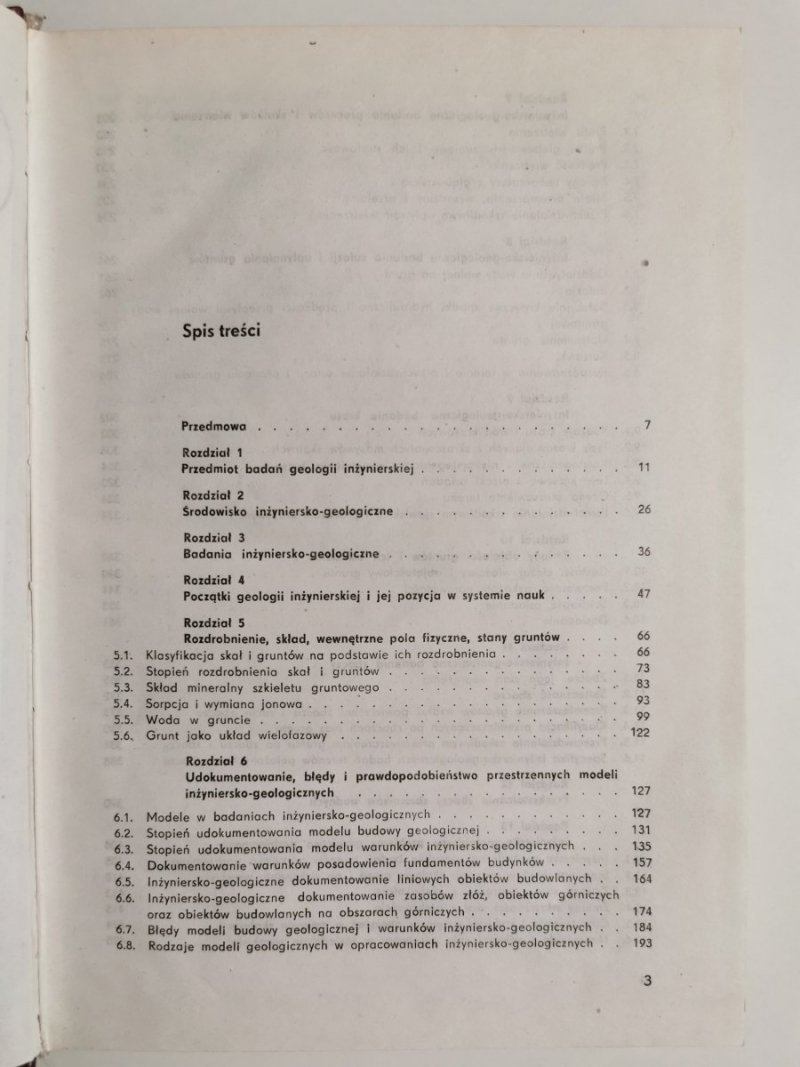 Spis treści
Przedmowa . . . . . . . . . . . . . . . . . . . . 7
Rozdział 1
Przedmiot badań geologii inżynierskiej . . . . . . . . . . . . 11
Rozdział 2
Środowisko inżyniersko-geologiczne . . . . . . . . . . . . 26
Rozdział 3
Badania inżyniersko-geologiczne . . . . . . . . . . . . . 36
Rozdział 4
Początki geologii inżynierskiej i jej pozycja w systemie nauk . . . . . 47
Rozdział 5
Rozdrobnienie, skład, wewnętrzne pola fizyczne, stany gruntów . . . . 66
5.1. Klasyfikacja skał i gruntów na podstawie ich rozdrobnienia . . . . . . . . 66
5.2. Stopień rozdrobnienia skał i gruntów . . . . . . . . . . . . . 73
5.3. Skład mineralny szkieletu gruntowego . . . . . . . . . . . . . 83
5.4. Sorpcja i wymiana jonowa . . . . . . . . . . . . . . . . . 93
5.5. Woda w gruncie . . . . . . . . . . . . . . . . . . . . 99
5.6. Grunt jako układ wielofazowy . . . . . . . . . . . . . . . 122
Rozdział 6
Udokumentowanie, błędy i prawdopodobieństwo przestrzennych modeli
inżyniersko-geologicznych . . . . . . . . . . . . . . . 127
6.1. Modele w badaniach inżyniersko-geologicznych . . . . . . . . . . 127
6.2. Stopień udokumentowania modelu budowy geologicznej . . . . . . . . 131
6.3. Stopień udokumentowania modelu warunków inżyniersko-geologicznych . . . 135
6.4. Dokumentowanie warunków posadowienia fundamentów budynków . . . . . 157
6.5. Inżyniersko-geologiczne dokumentowanie liniowych obiektów budowlanych . . 164
6.6. Inżyniersko-geologiczne dokumentowanie zasobów złóż, obiektów górniczych
oraz obiektów budowlanych na obszarach górniczych . . . . . . . . . 174
6.7. Błędy modeli budowy geologicznej i warunków inżyniersko-geologicznych . . 184
6.8. Rodzaje modeli geologicznych w opracowaniach inżyniersko-geologicznych . . 193
3